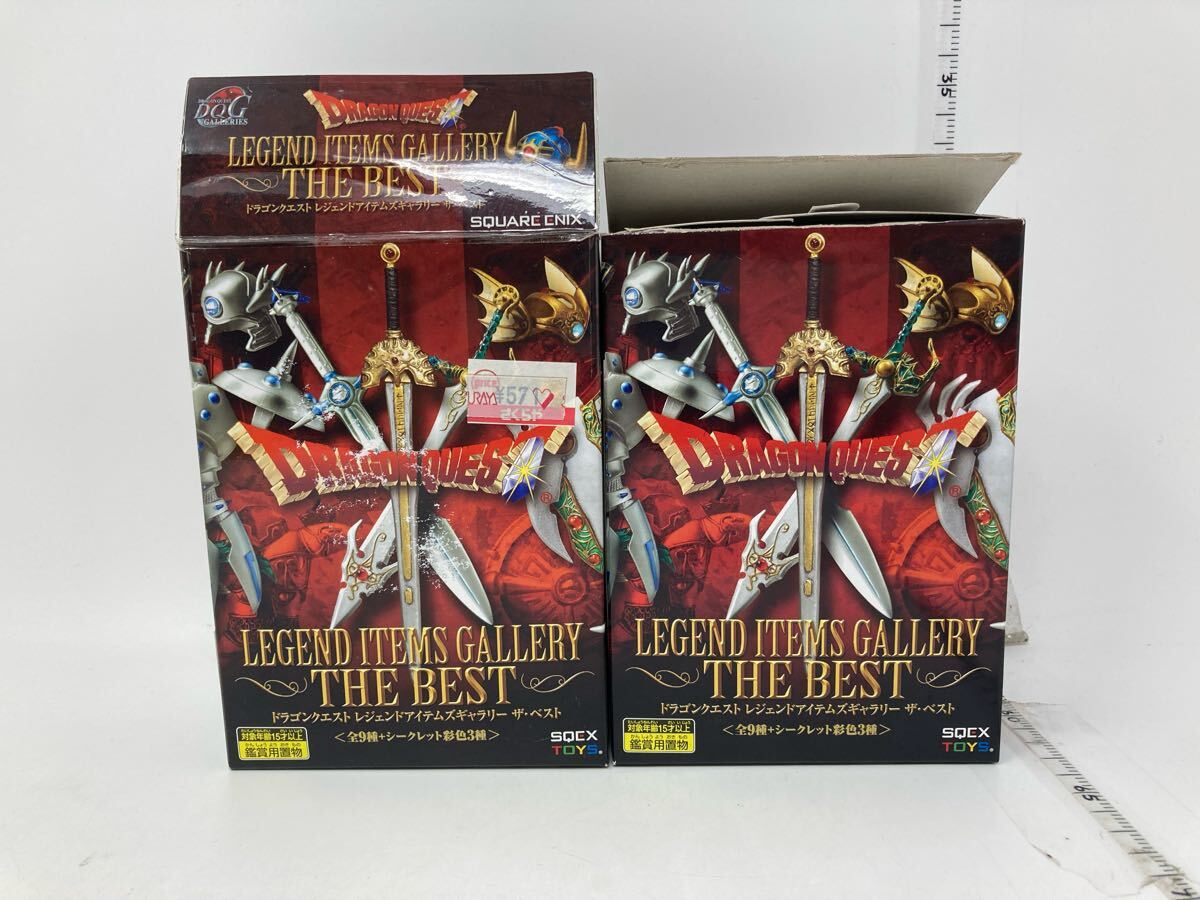 DRAGON QUEST
DQG
GALLERIES
DRAGON QUEST
LEGEND ITEMS GALLERY
THE BEST
ドラゴンクエスト レジェンドアイテムズギャラリー ザ・ベスト
SQUARE ENIX
price
¥571
さくらや
DRAGON QUEST
®
LEGEND ITEMS GALLERY
THE BEST
ドラゴンクエスト レジェンドアイテムズギャラリー ザ・ベスト
<全9種+シークレット彩色3種>
対象年齢15才以上
鑑賞用置物
SQEX
TOYS.
DRAGON QUEST
®
LEGEND ITEMS GALLERY
THE BEST
ドラゴンクエスト レジェンドアイテムズギャラリー ザ・ベスト
<全9種+シークレット彩色3種>
対象年齢15才以上
鑑賞用置物
SQEX
TOYS.
35